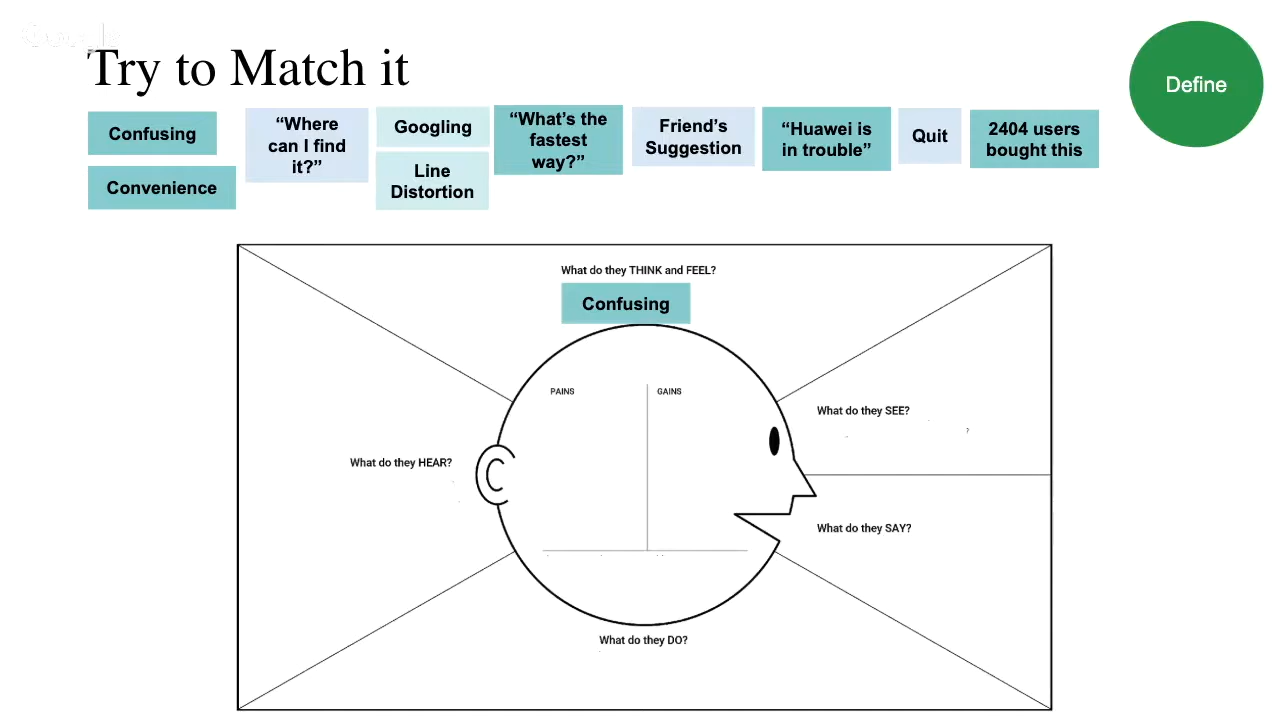 Google
Try to Match it
Define
Confusing
Convenience
“Where
can I find
it?”
Googling
Line
Distortion
“What’s the
fastest
way?”
Friend’s
Suggestion
“Huawei is
in trouble”
Quit
2404 users
bought this
What do they THINK and FEEL?
Confusing
PAINS
GAINS
What do they SEE?
?
What do they HEAR?
What do they SAY?
What do they DO?